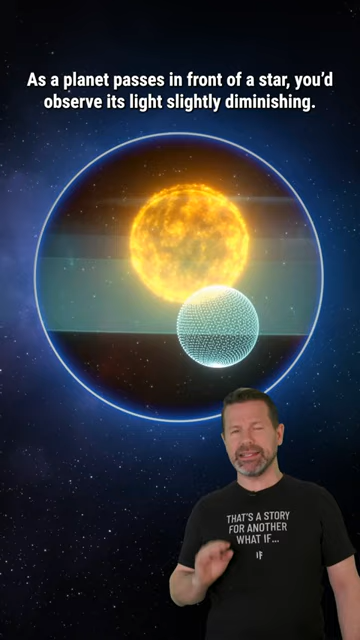 As a planet passes in front of a star, you'd
observe its light slightly diminishing.
THAT'S A STORY
FOR ANOTHER
WHAT IF...
IF